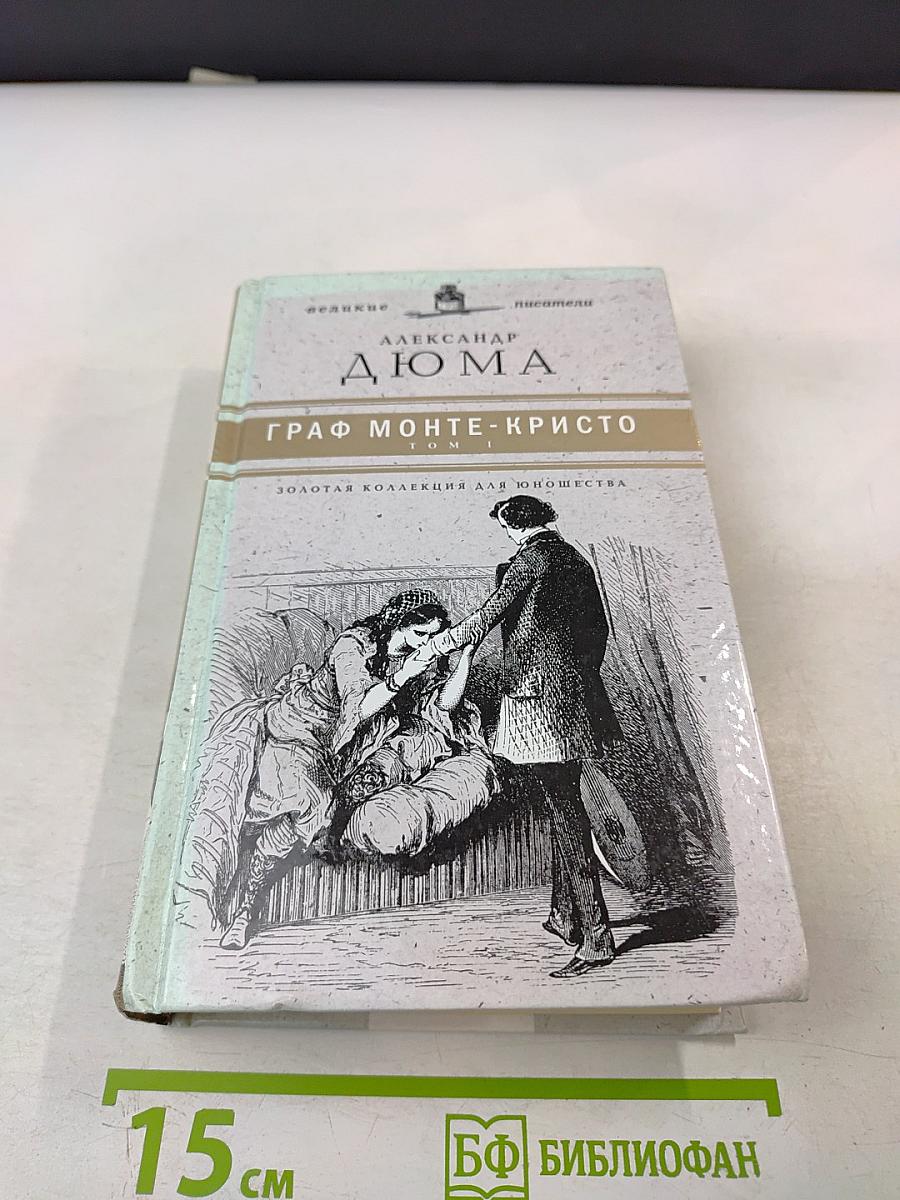 великие писатели
АЛЕКСАНДР
ДЮМА
ГРАФ МОНТЕ-КРИСТО
ТОМ I
ЗОЛОТАЯ КОЛЛЕКЦИЯ ДЛЯ ЮНОШЕСТВА
15 СМ
БФ БИБЛИОФАН